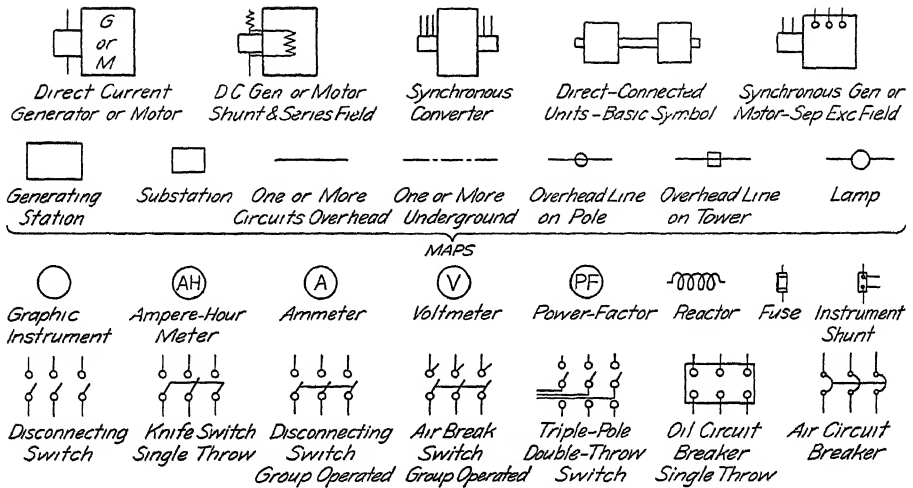 G
or
M
Direct Current
Generator or Motor
DC Gen or Motor
Shunt & Series Field
Synchronous
Converter
Direct-Connected
Units-Basic Symbol
Synchronous Gen or
Motor-Sep Exc Field
Generating
Station
Substation
One or More
Circuits Overhead
One or More
Underground
Overhead Line
on Pole
Overhead Line
on Tower
Lamp
MAPS
AH
A
V
PF
Graphic
Instrument
Ampere-Hour
Meter
Ammeter
Voltmeter
Power-Factor
Reactor
Fuse
Instrument
Shunt
Disconnecting
Switch
Knife Switch
Single Throw
Disconnecting
Switch
Group Operated
Air Break
Switch
Group Operated
Triple-Pole
Double-Throw
Switch
Oil Circuit
Breaker
Single Throw
Air Circuit
Breaker